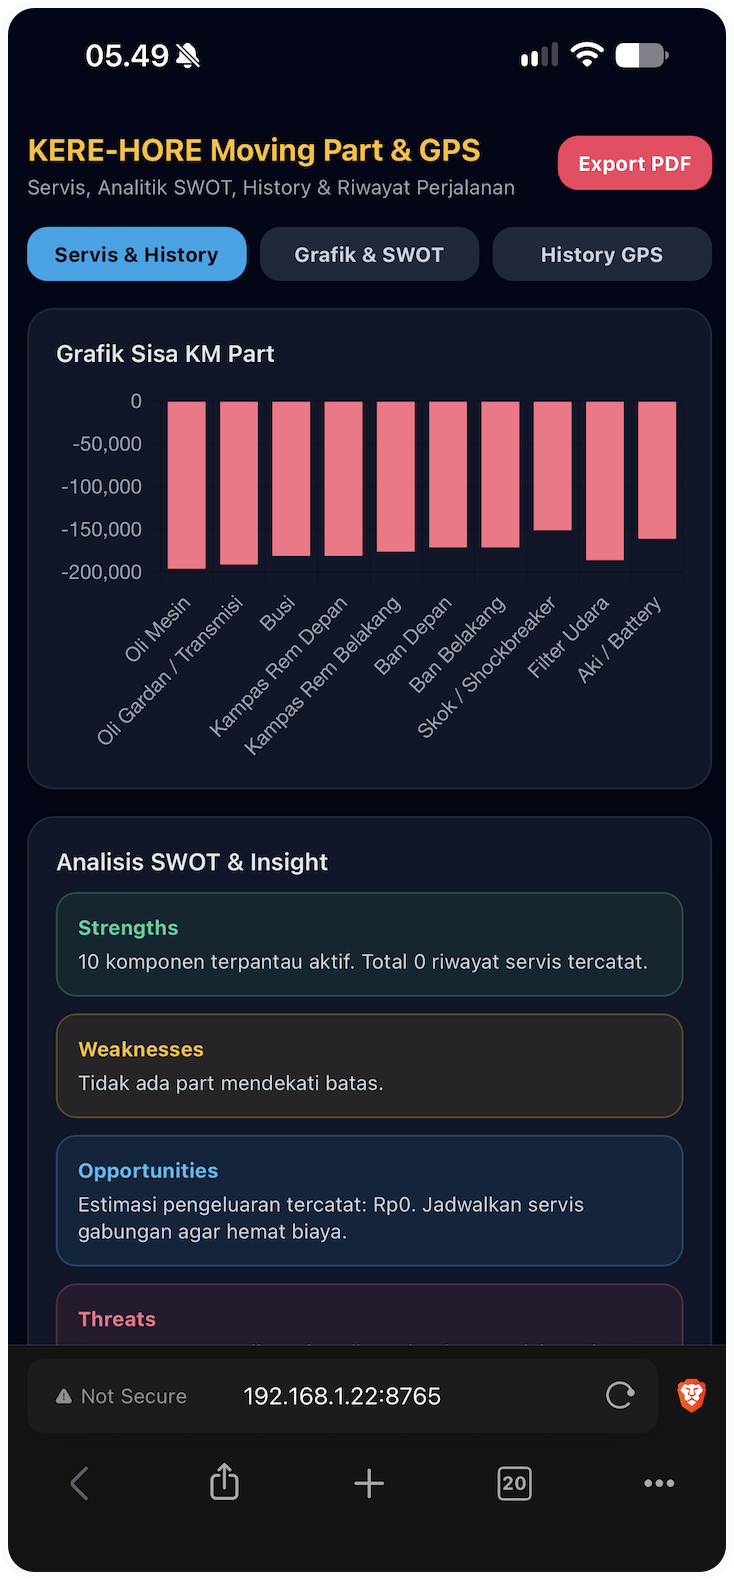 05.49
KERE-HORE Moving Part & GPS
Servis, Analitik SWOT, History & Riwayat Perjalanan
Export PDF
Servis & History
Grafik & SWOT
History GPS
Grafik Sisa KM Part
0
-50,000
-100,000
-150,000
-200,000
Oli Mesin
Oli Gardan / Transmisi
Busi
Kampas Rem Depan
Kampas Rem Belakang
Ban Depan
Ban Belakang
Skok / Shockbreaker
Filter Udara
Aki / Battery
Analisis SWOT & Insight
Strengths
10 komponen terpantau aktif. Total 0 riwayat servis tercatat.
Weaknesses
Tidak ada part mendekati batas.
Opportunities
Estimasi pengeluaran tercatat: Rp0. Jadwalkan servis
gabungan agar hemat biaya.
Threats
Not Secure
192.168.1.22:8765
20